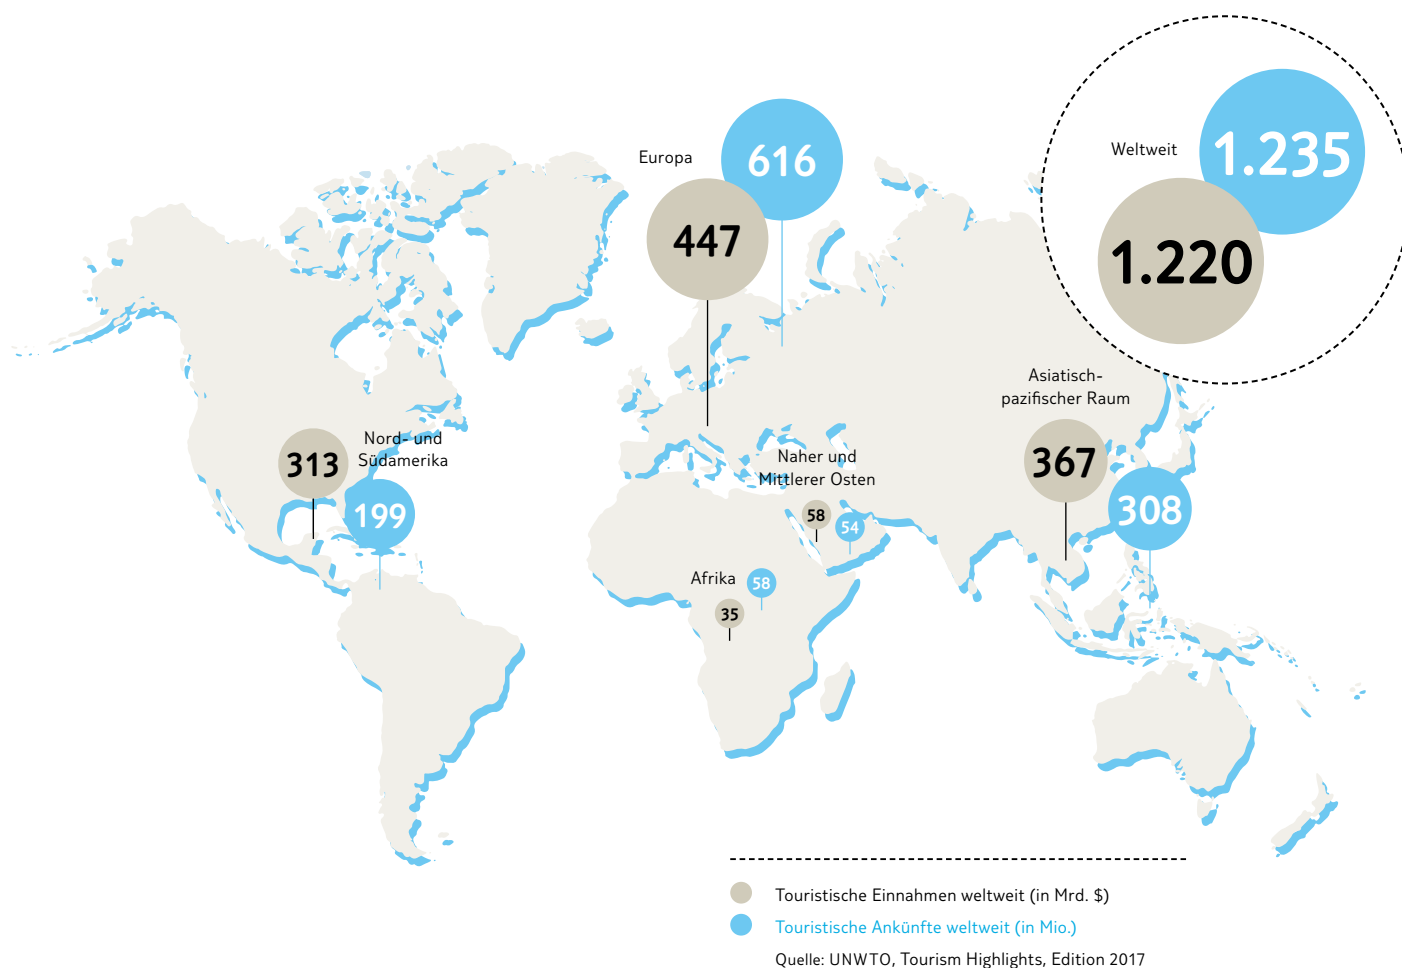 Europa
616
447
Weltweit
1.235
1.220
Asiatisch-
pazifischer Raum
367
308
Nord- und
Südamerika
313
199
Naher und
Mittlerer Osten
58
54
Afrika
58
35
Touristische Einnahmen weltweit (in Mrd. $)
Touristische Ankünfte weltweit (in Mio.)
Quelle: UNWTO, Tourism Highlights, Edition 2017